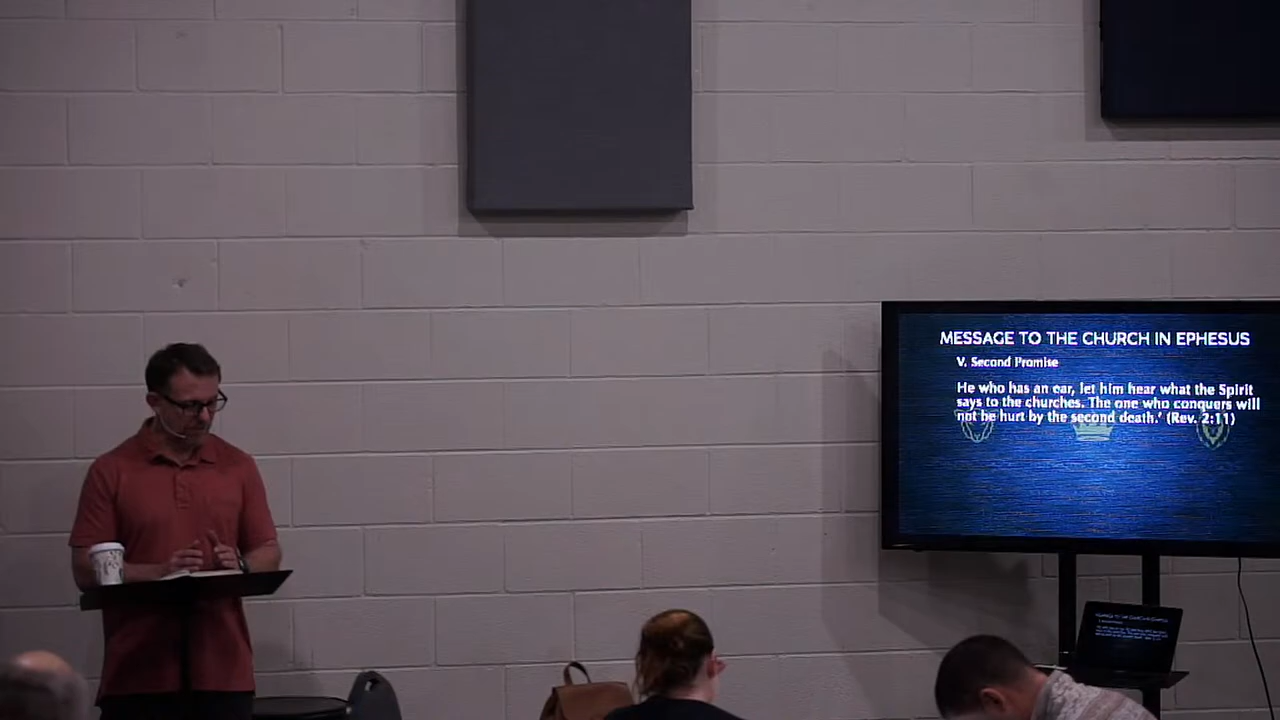 MESSAGE TO THE CHURCH IN EPHESUS
V. Second Promise
He who has an ear, let him hear what the Spirit
says to the churches. The one who conquers will
not be hurt by the second death.' (Rev. 2:11)